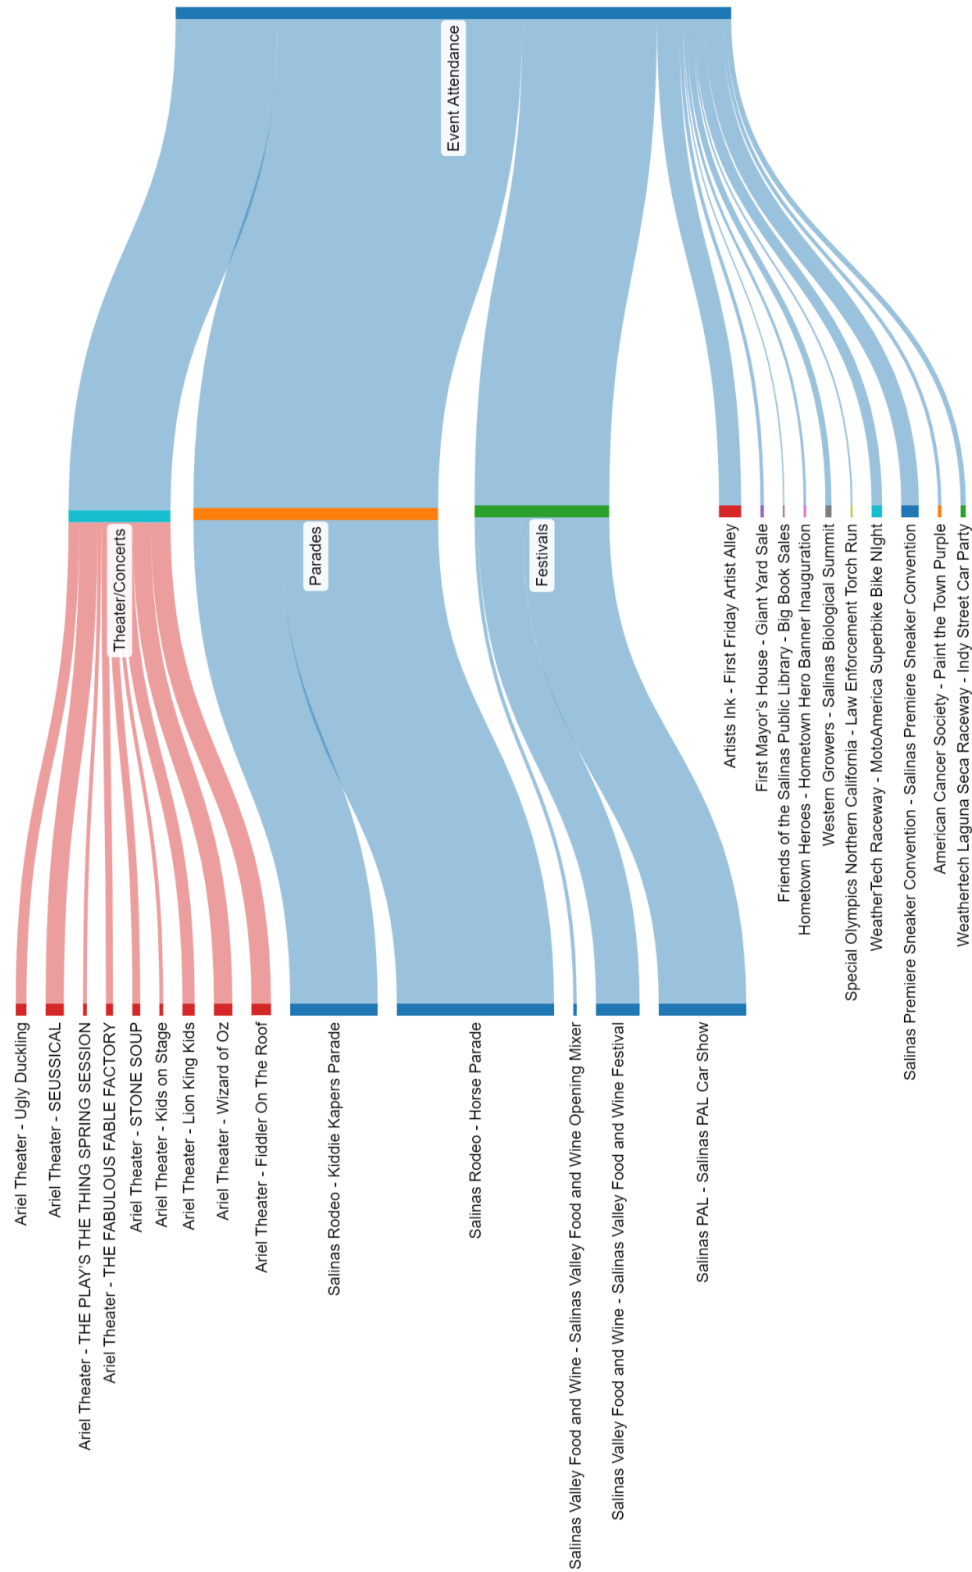 Event Attendance
Theater/Concerts
Parades
Festivals
Artists Ink - First Friday Artist Alley
First Mayor's House - Giant Yard Sale
Friends of the Salinas Public Library - Big Book Sales
Hometown Heroes - Hometown Hero Banner Inauguration
Western Growers - Salinas Biological Summit
Special Olympics Northern California - Law Enforcement Torch Run
WeatherTech Raceway - MotoAmerica Superbike Bike NIght
Salinas Premiere Sneaker Convention - Salinas Premiere Sneaker Convention
American Cancer Society - Paint the Town Purple
Weathertech Laguna Seca Raceway - Indy Street Car Party
Ariel Theater - Ugly Duckling
Ariel Theater - SEUSSICAL
Ariel Theater - THE PLAY'S THE THING SPRING SESSION
Ariel Theater - THE FABULOUS FABLE FACTORY
Ariel Theater - STONE SOUP
Ariel Theater - Kids on Stage
Ariel Theater - Lion King Kids
Ariel Theater - Wizard of Oz
Ariel Theater - Fiddler On The Roof
Salinas Rodeo - Kiddie Kapers Parade
Salinas Rodeo - Horse Parade
Salinas Valley Food and Wine - Salinas Valley Food and Wine Opening Mixer
Salinas Valley Food and Wine - Salinas Valley Food and Wine Festival
Salinas PAL - Salinas PAL Car Show